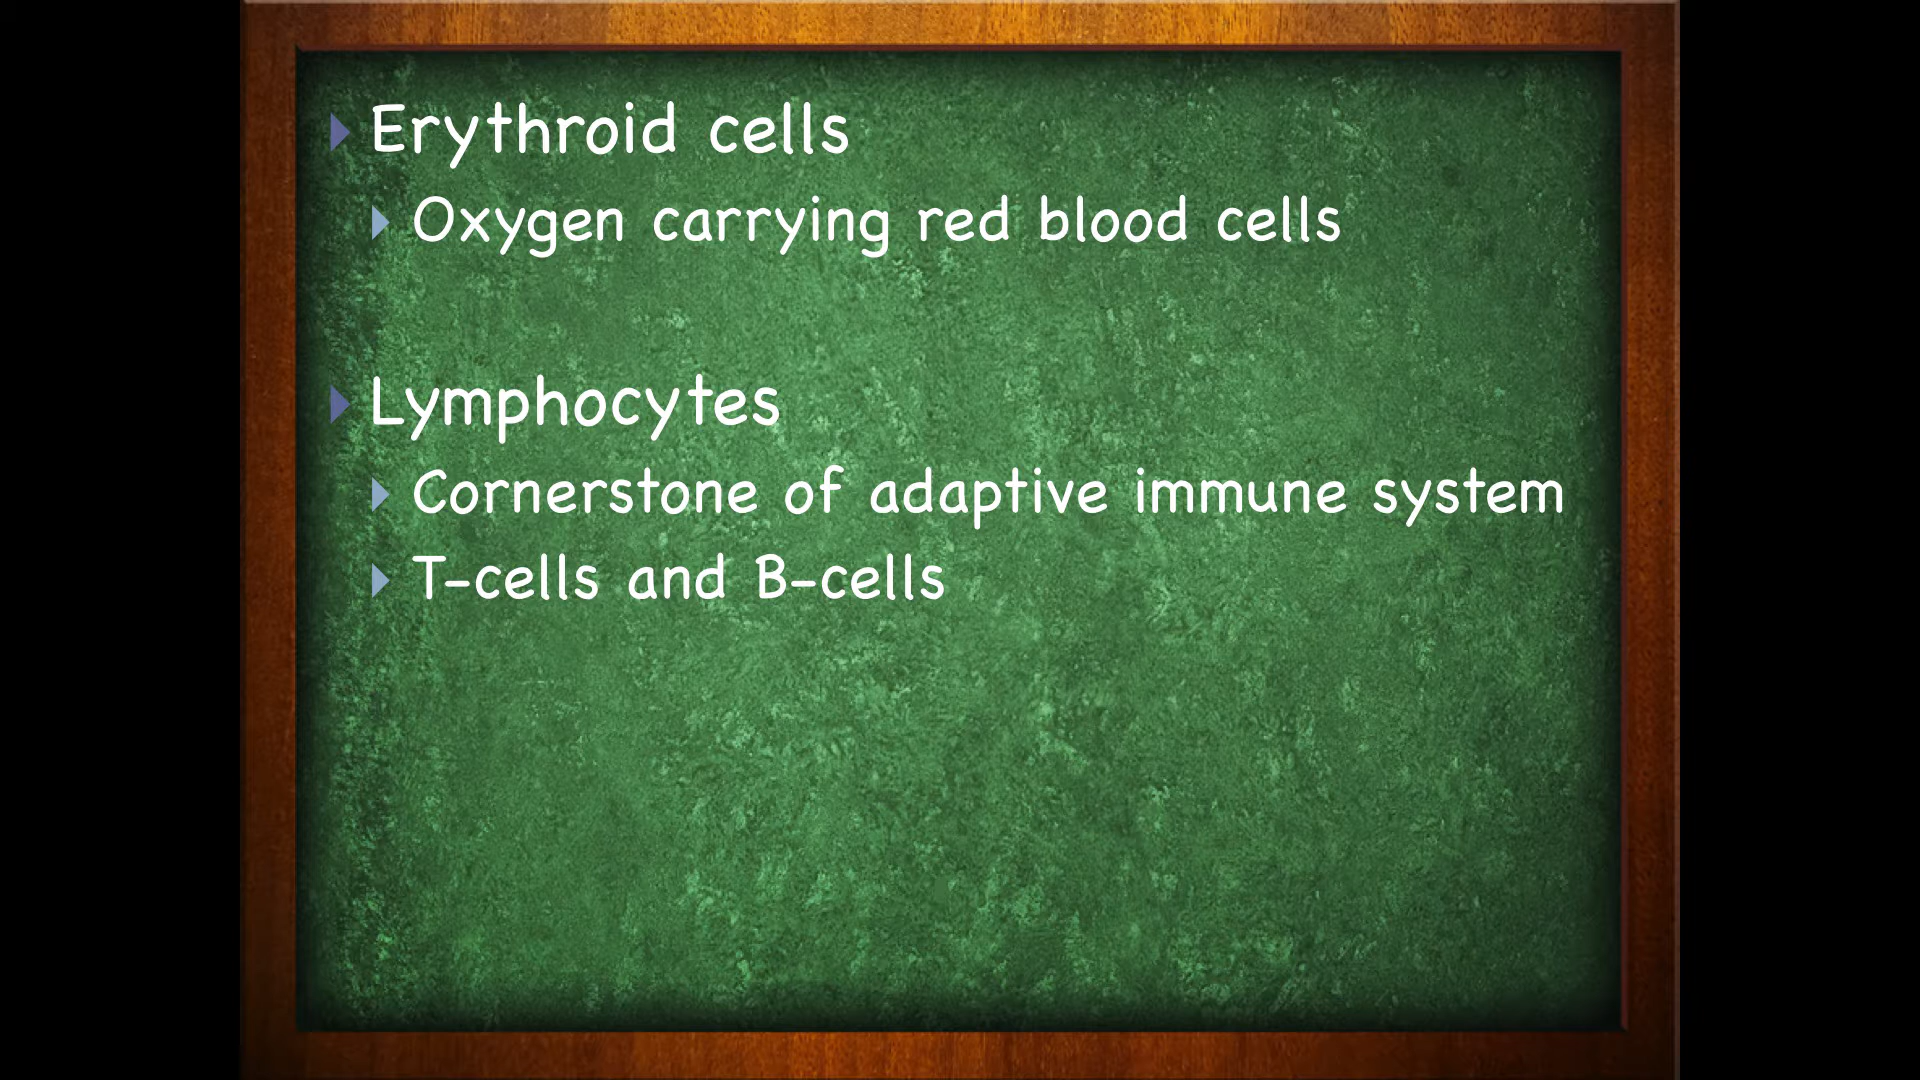 Erythroid cells
Oxygen carrying red blood cells
Lymphocytes
Cornerstone of adaptive immune system
T-cells and B-cells